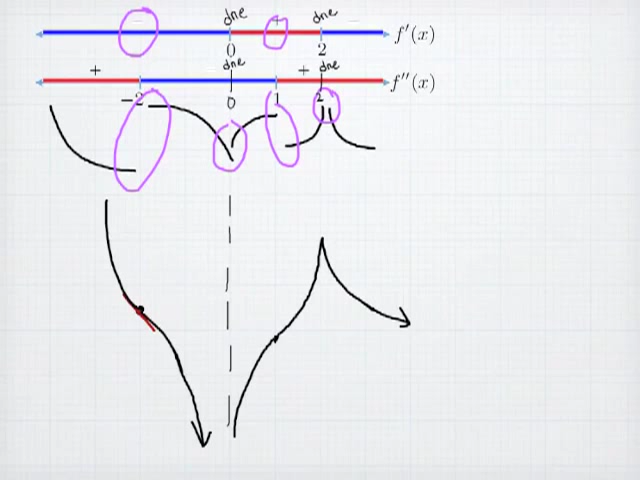 dne + dne −
0 2 f′(x)
+ dne + dne
−2 0 1 2 f″(x)